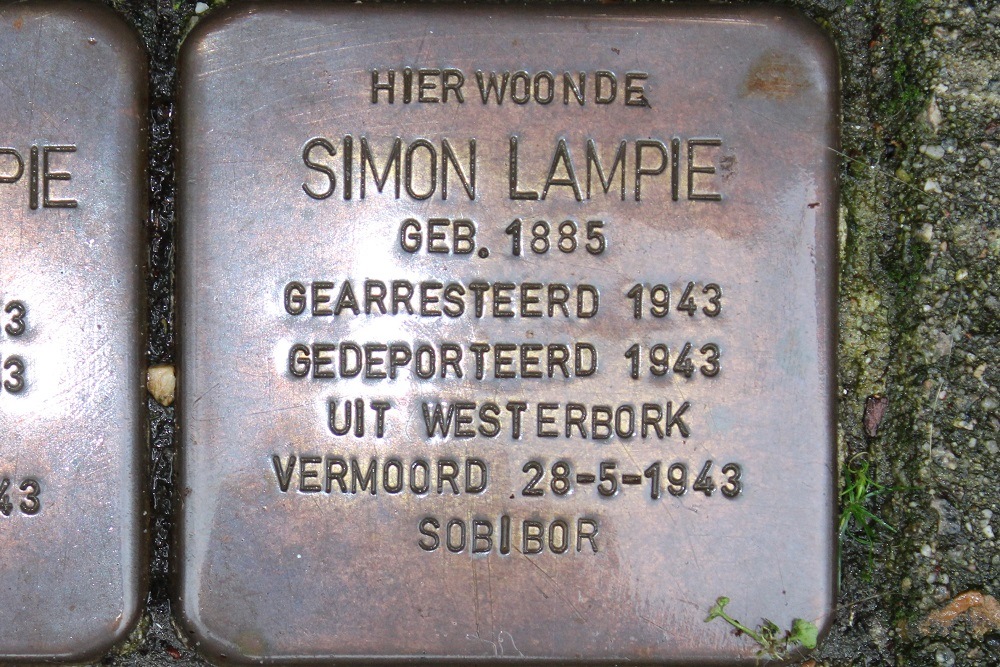 HIER WOONDE
SIMON LAMPIE
GEB. 1885
GEARRESTEERD 1943
GEDEPORTEERD 1943
UIT WESTERBORK
VERMOORD 28-5-1943
SOBIBOR